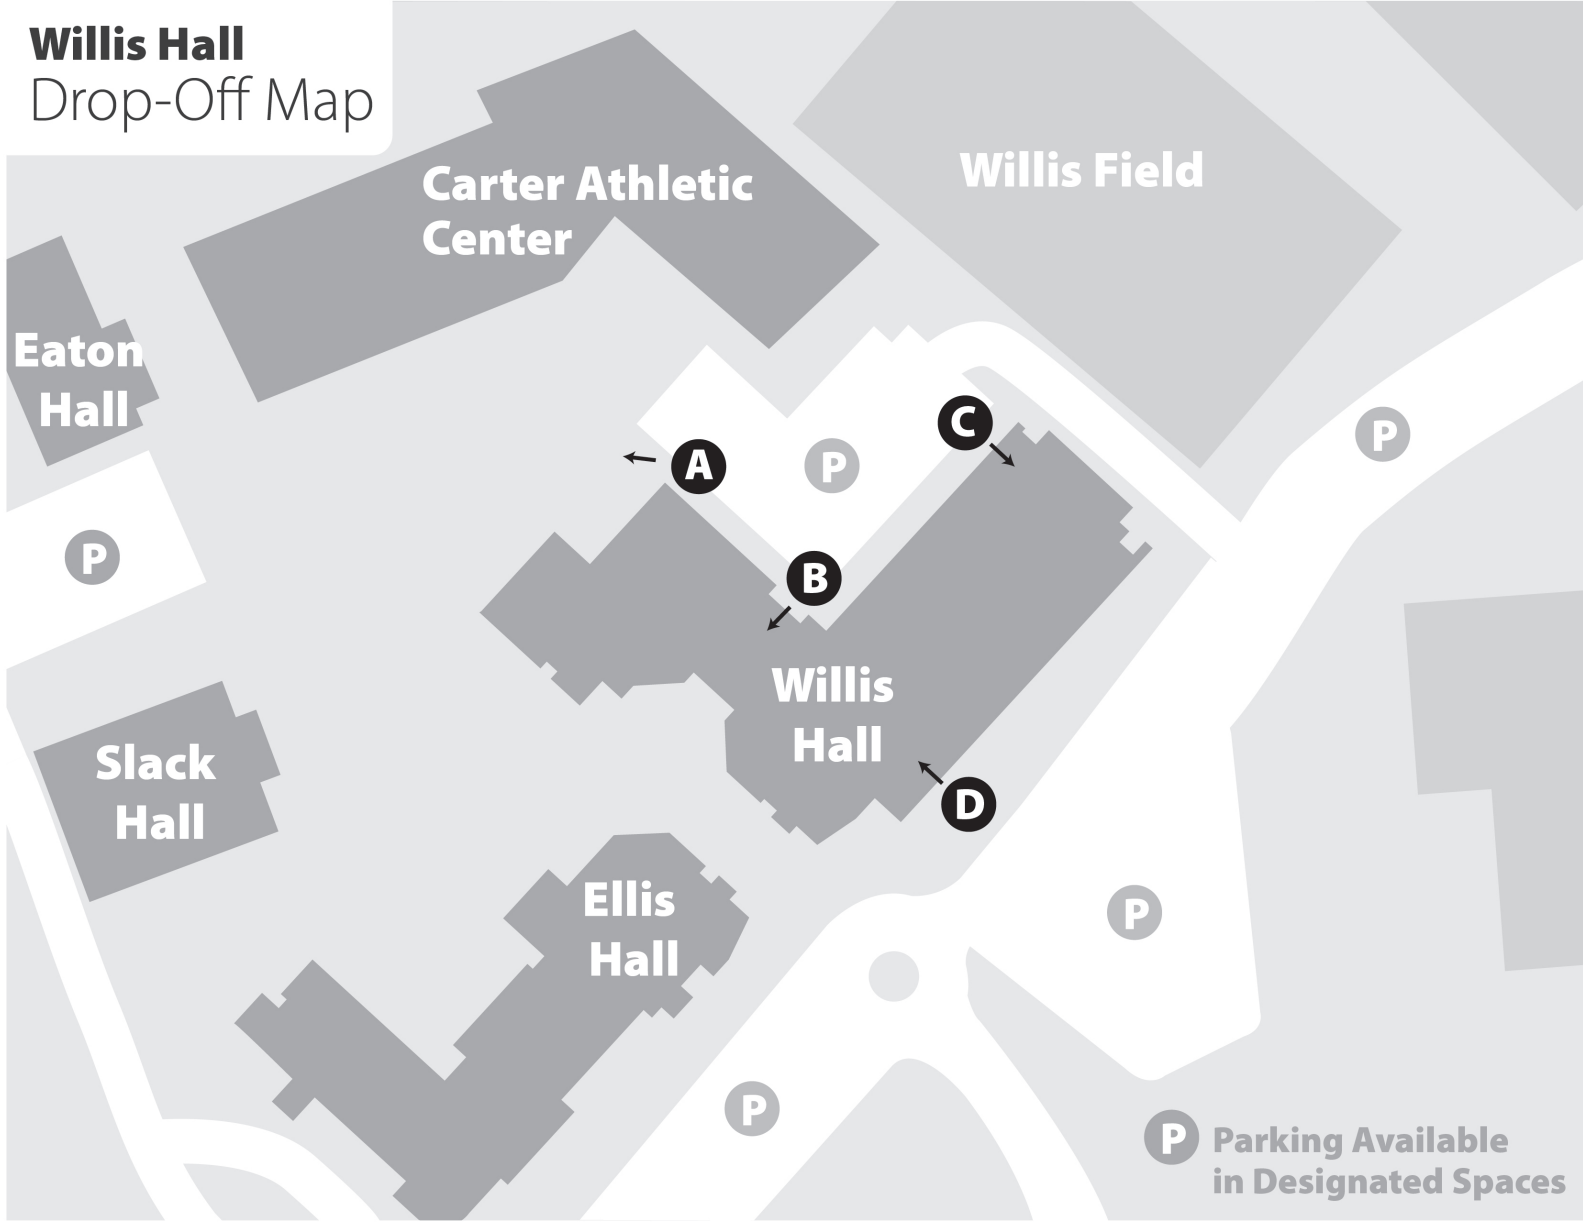 Willis Hall
Drop-Off Map
Carter Athletic
Center
Willis Field
Eaton
Hall
P
C
A
P
P
B
Willis
Hall
Slack
Hall
D
Ellis
Hall
P
P
P Parking Available
in Designated Spaces